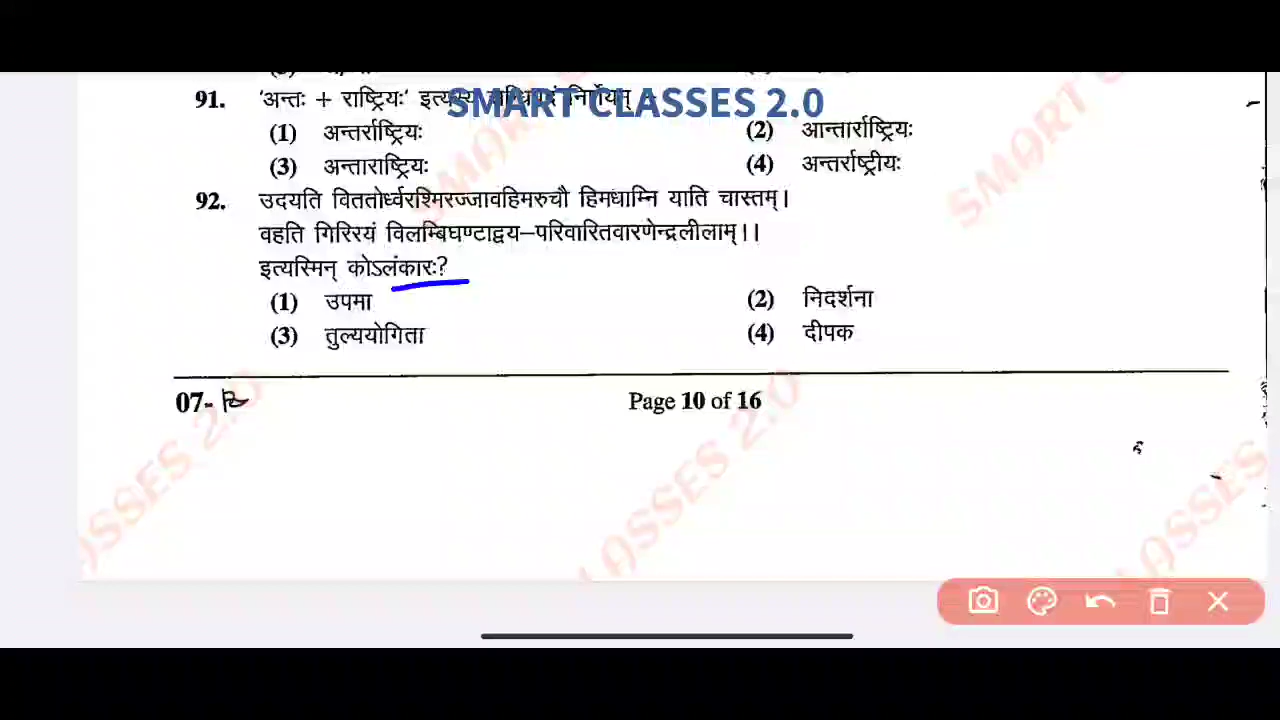 SMART CLASSES 2.0
91. 'अन्तः + राष्ट्रियः' निर्णेयम् -
(1) अन्तर्राष्ट्रियः (2) आन्तार्राष्ट्रियः
(3) अन्ताराष्ट्रियः (4) अन्तर्राष्ट्रीयः
92. उदयति विततोर्ध्वरश्मिरज्जावहिमरुचौ हिमधाम्नि याति चास्तम्।
वहति गिरिरयं विलम्बिघण्टाद्वय–परिवारितवारणेन्द्रलीलाम्।।
इत्यस्मिन् कोऽलंकारः?
(1) उपमा (2) निदर्शना
(3) तुल्ययोगिता (4) दीपक
07- Page 10 of 16